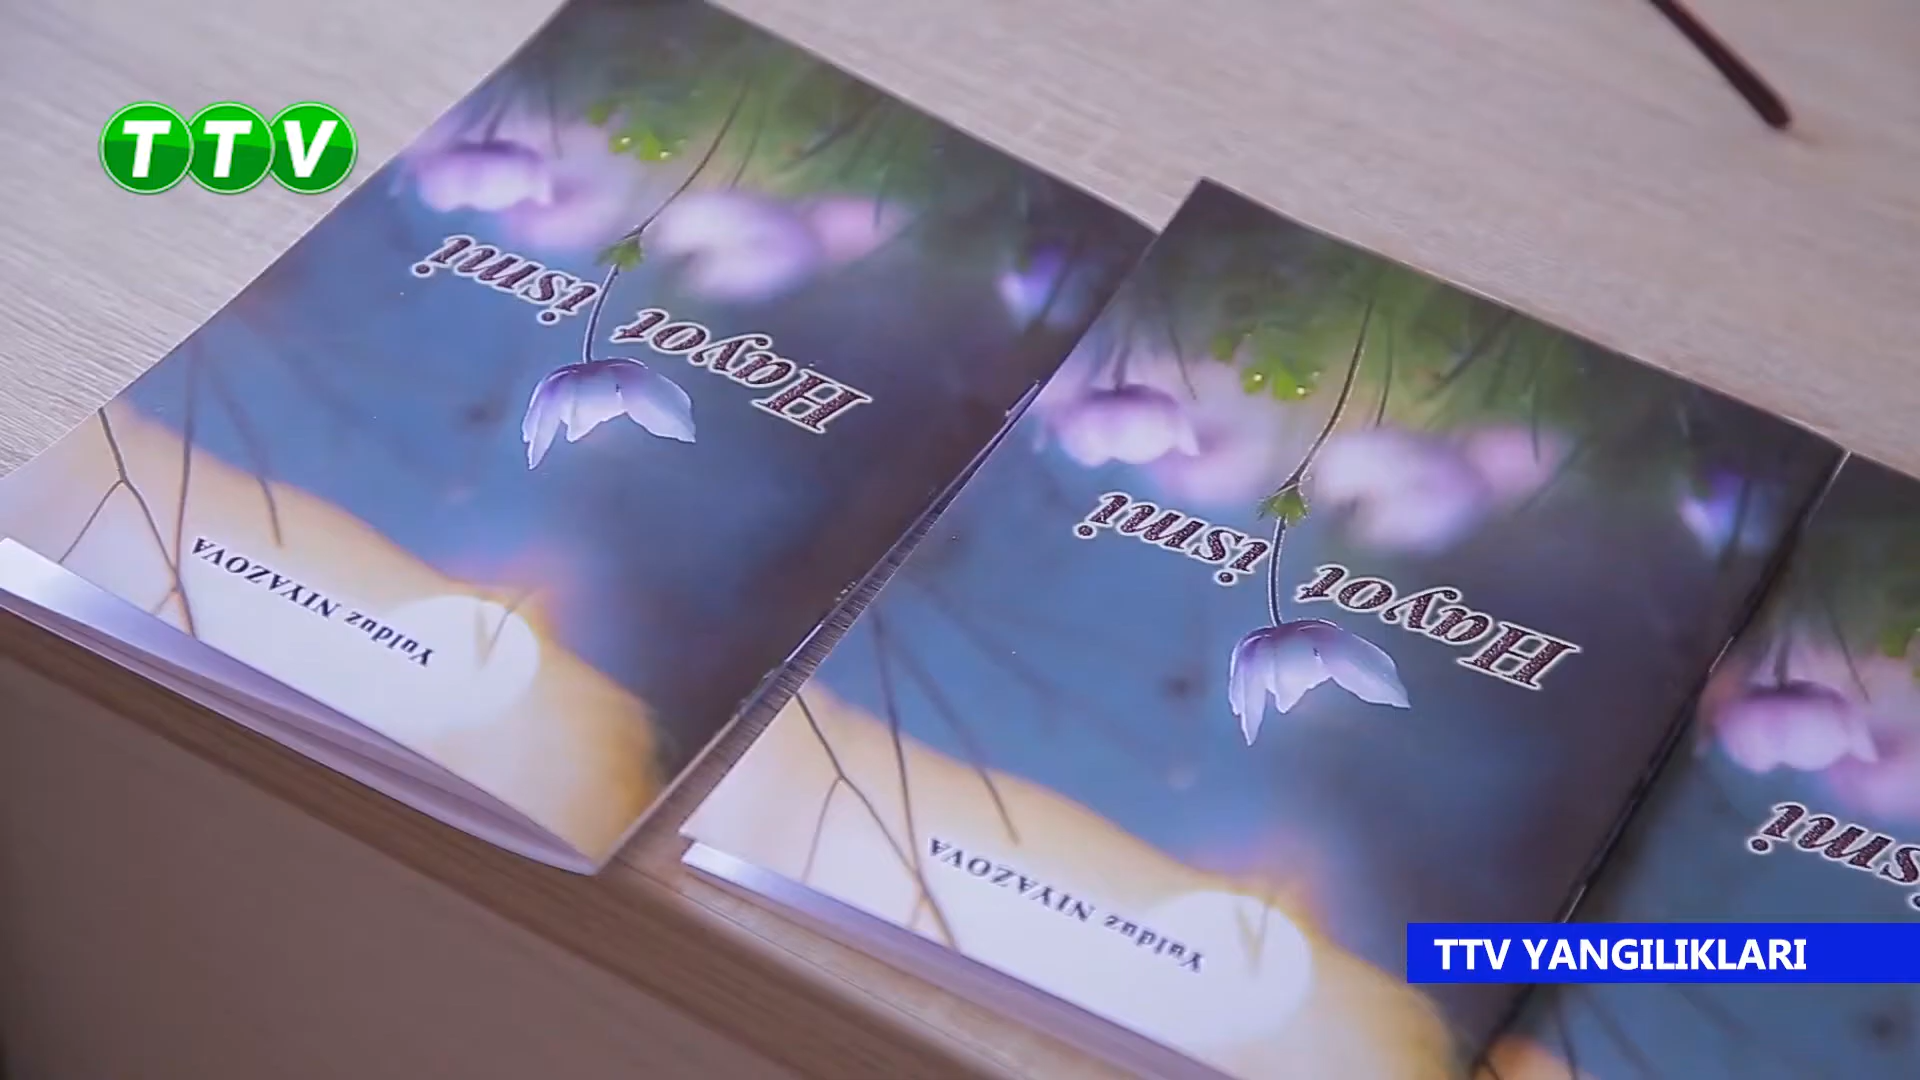 TTV
Hayot
ismi
Yulduz NIYAZOVA
Hayot
ismi
Yulduz NIYAZOVA
ismi
TTV YANGILIKLARI